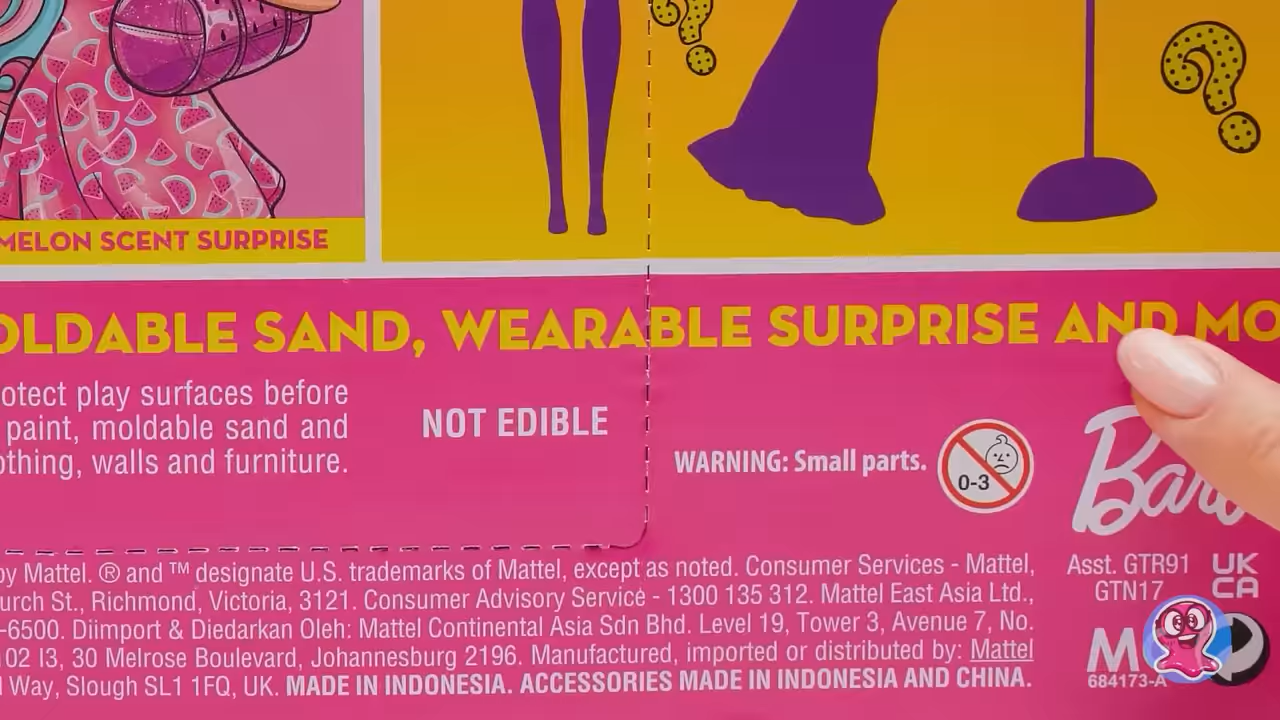 MELON SCENT SURPRISE
OLDABLE SAND, WEARABLE SURPRISE AND MO
otect play surfaces before
paint, moldable sand and
othing, walls and furniture.
NOT EDIBLE
WARNING: Small parts.
0-3
Barb
by Mattel. ® and ™ designate U.S. trademarks of Mattel, except as noted. Consumer Services - Mattel,
urch St., Richmond, Victoria, 3121. Consumer Advisory Service - 1300 135 312. Mattel East Asia Ltd.,
-6500. Diimport & Diedarkan Oleh: Mattel Continental Asia Sdn Bhd. Level 19, Tower 3, Avenue 7, No.
02 I3, 30 Melrose Boulevard, Johannesburg 2196. Manufactured, imported or distributed by: Mattel
Way, Slough SL1 1FQ, UK. MADE IN INDONESIA. ACCESSORIES MADE IN INDONESIA AND CHINA.
Asst. GTR91
GTN17
UK
CA
M
684173-A